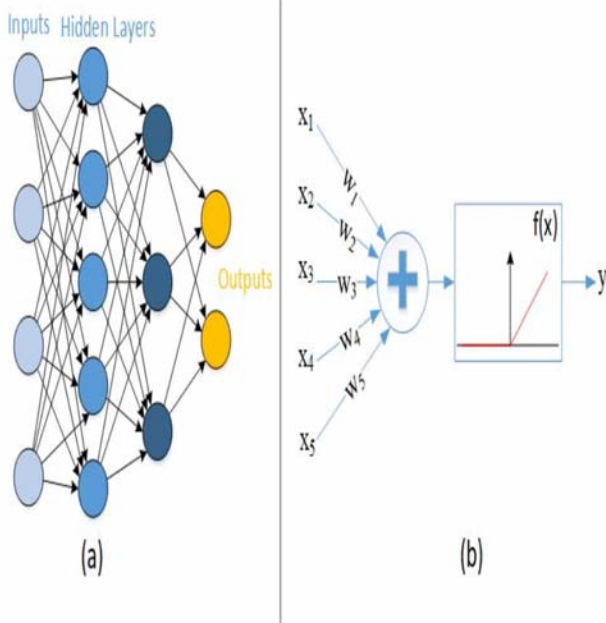 Inputs Hidden Layers
Outputs
(a)
x1
x2
x3
x4
x5
W1
W2
W3
W4
W5
f(x)
y
(b)